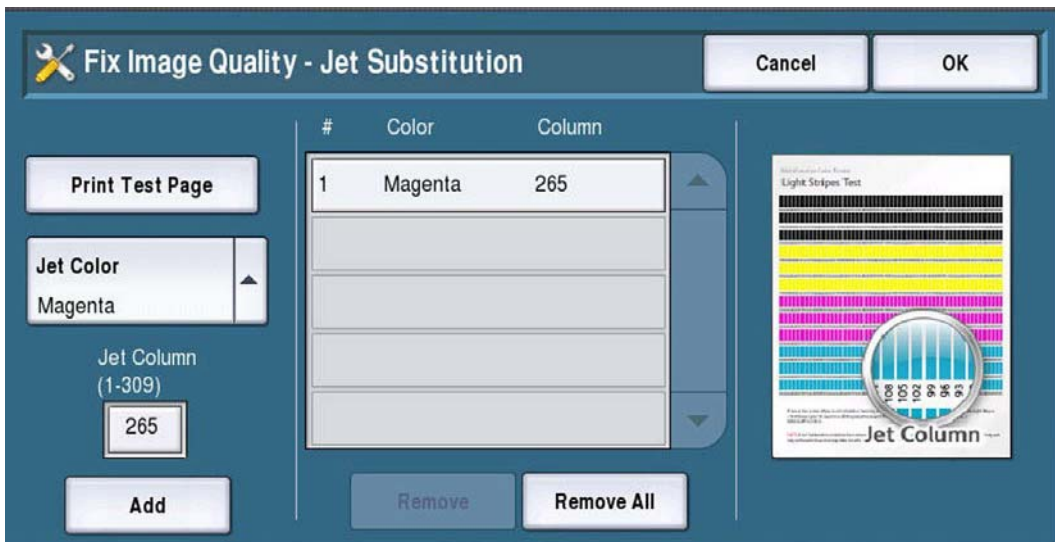 Fix Image Quality - Jet Substitution
Cancel
OK
Print Test Page
Jet Color
Magenta
Jet Column
(1-309)
265
Add
# Color Column
1 Magenta 265
Remove
Remove All
Light Stripes Test
108 105 102 99 96 93
Jet Column